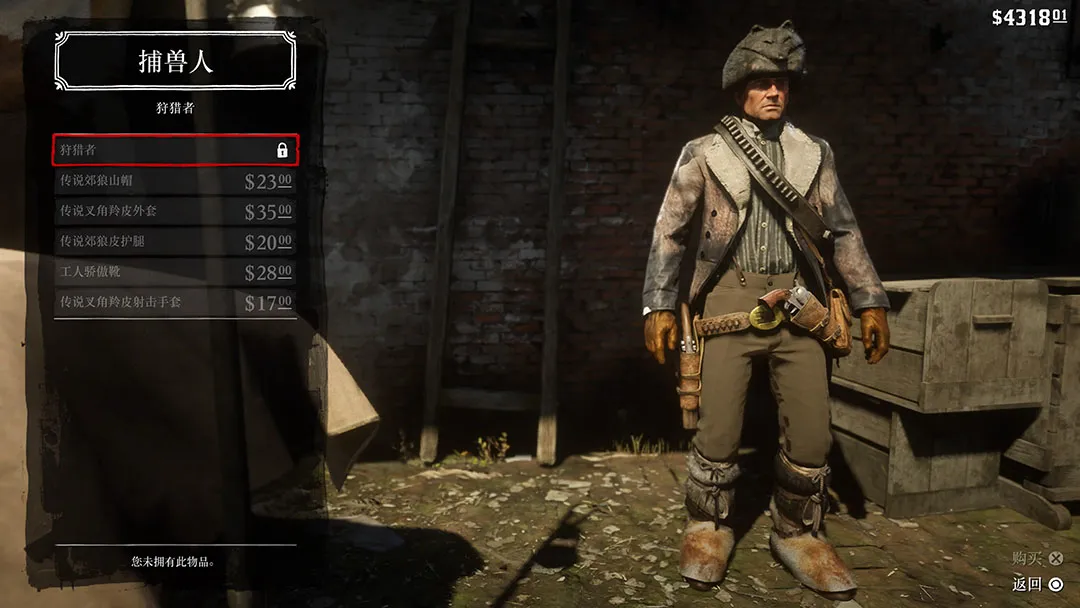 $4318 01
捕兽人
狩猎者
狩猎者
传说郊狼山帽 $23 00
传说叉角羚皮外套 $35 00
传说郊狼皮护腿 $20 00
工人骄傲靴 $28 00
传说叉角羚皮射击手套 $17 00
您未拥有此物品。
购买
返回